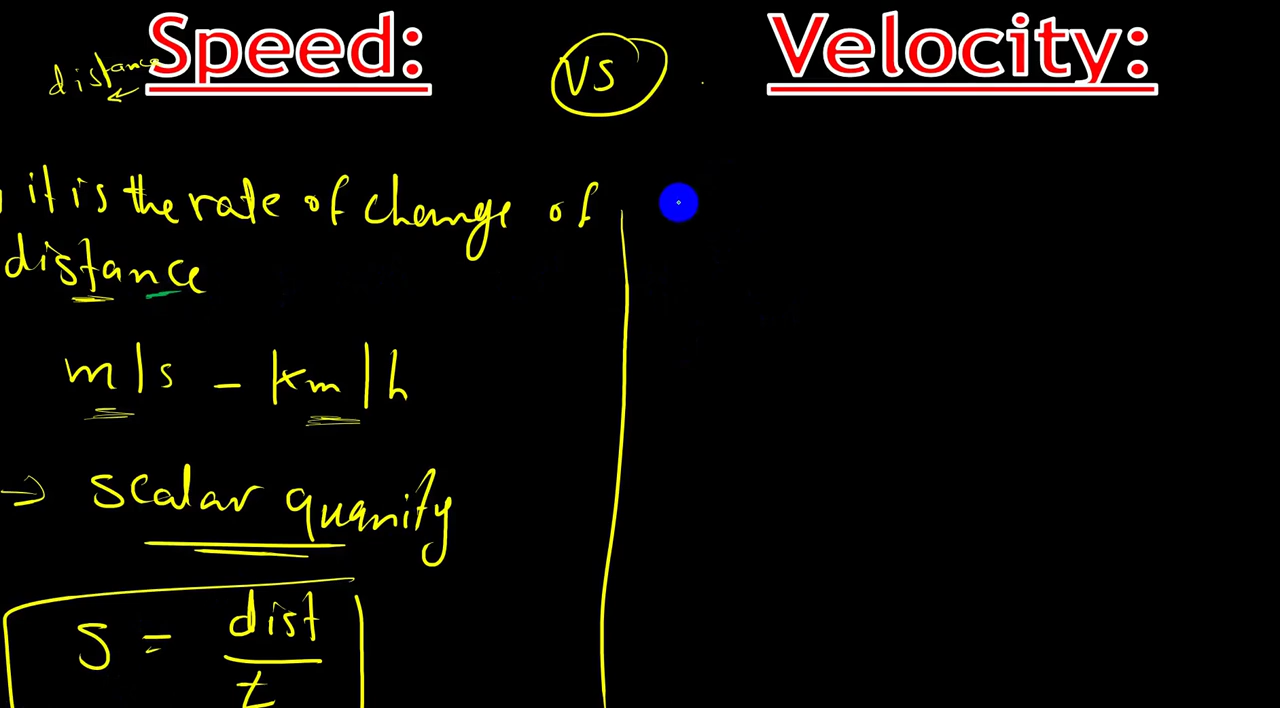 Speed:
distance
VS
Velocity:
it is the rate of change of
distance
m/s - km/h
→ scalar quanity
S = dist
t